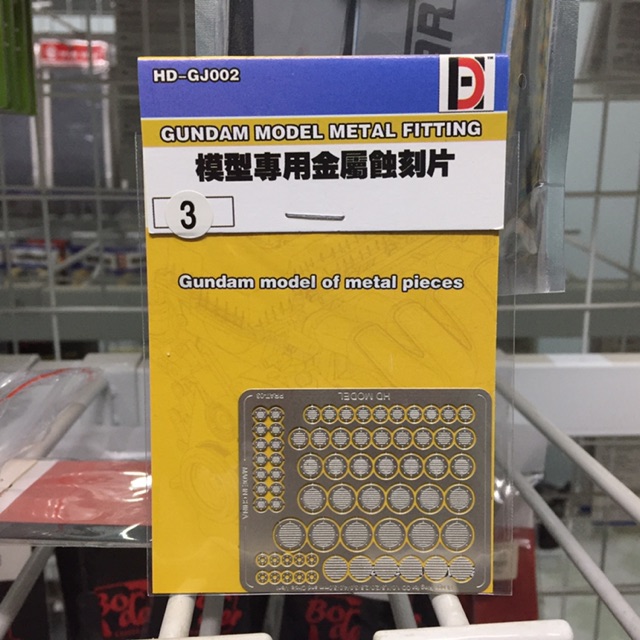 HD-GJ002
GUNDAM MODEL METAL FITTING
模型專用金屬蝕刻片
3
Gundam model of metal pieces
HD MODEL